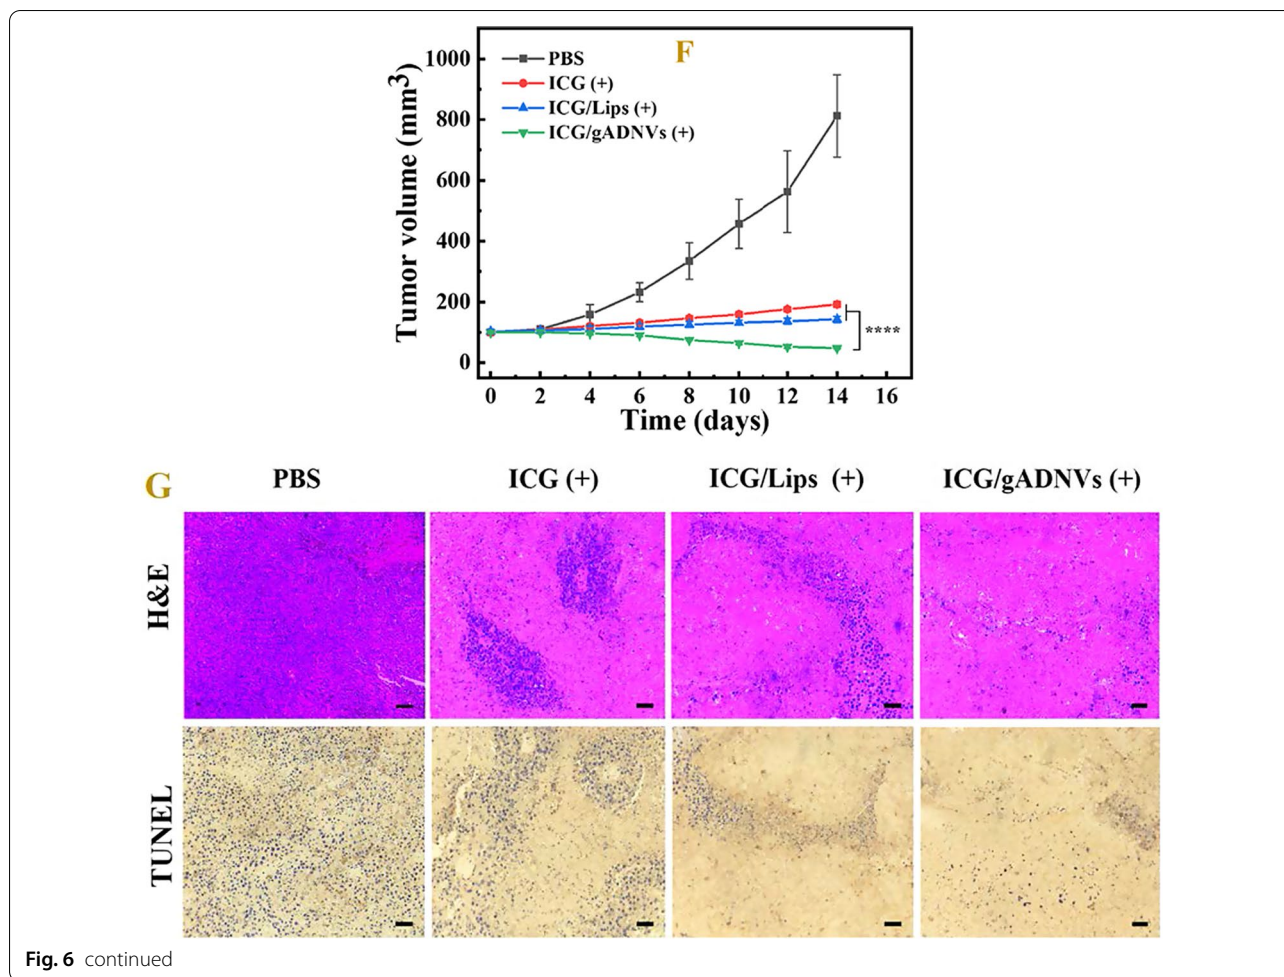 F
1000
800
600
400
200
0
Tumor volume (mm3)
PBS
ICG (+)
ICG/Lips (+)
ICG/gADNVs (+)
****
0 2 4 6 8 10 12 14 16
Time (days)
G
PBS ICG (+) ICG/Lips (+) ICG/gADNVs (+)
H&E
TUNEL
Fig. 6 continued